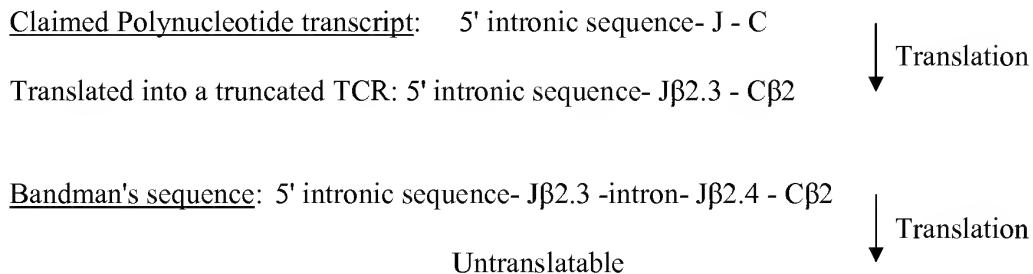 Claimed Polynucleotide transcript: 5' intronic sequence- J - C
Translation
Translated into a truncated TCR: 5' intronic sequence- Jβ2.3 - Cβ2
Bandman's sequence: 5' intronic sequence- Jβ2.3 -intron- Jβ2.4 - Cβ2
Translation
Untranslatable